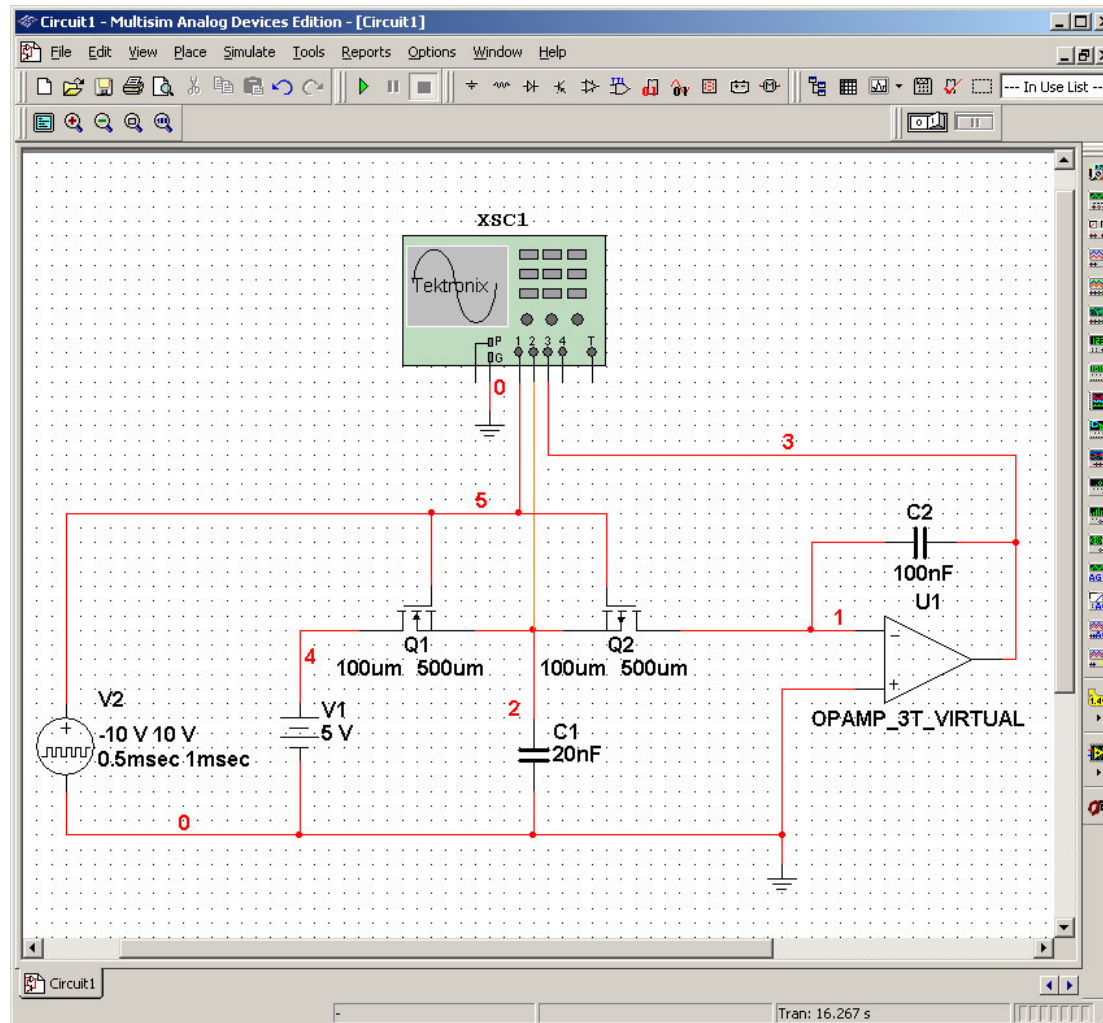 Circuit1 - Multisim Analog Devices Edition - [Circuit1]
File Edit View Place Simulate Tools Reports Options Window Help
--- In Use List --
XSC1
Tektronix
P 1 2 3 4 T
G
0
3
5
C2
100nF
U1
1
Q1
Q2
100um 500um
100um 500um
4
V2
-10 V 10 V
0.5msec 1msec
V1
5 V
2
C1
20nF
OPAMP_3T_VIRTUAL
0
Circuit1
Tran: 16.267 s